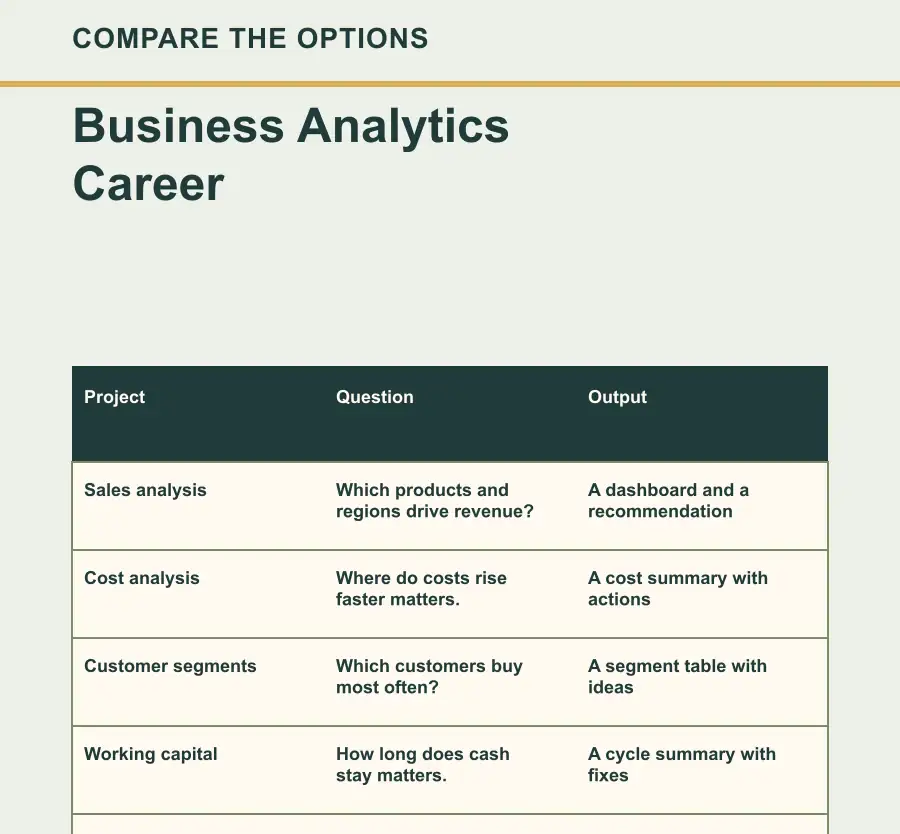 COMPARE THE OPTIONS
Business Analytics
Career
Project Question Output
Sales analysis Which products and A dashboard and a
regions drive revenue? recommendation
Cost analysis Where do costs rise A cost summary with
faster matters. actions
Customer segments Which customers buy A segment table with
most often? ideas
Working capital How long does cash A cycle summary with
stay matters. fixes